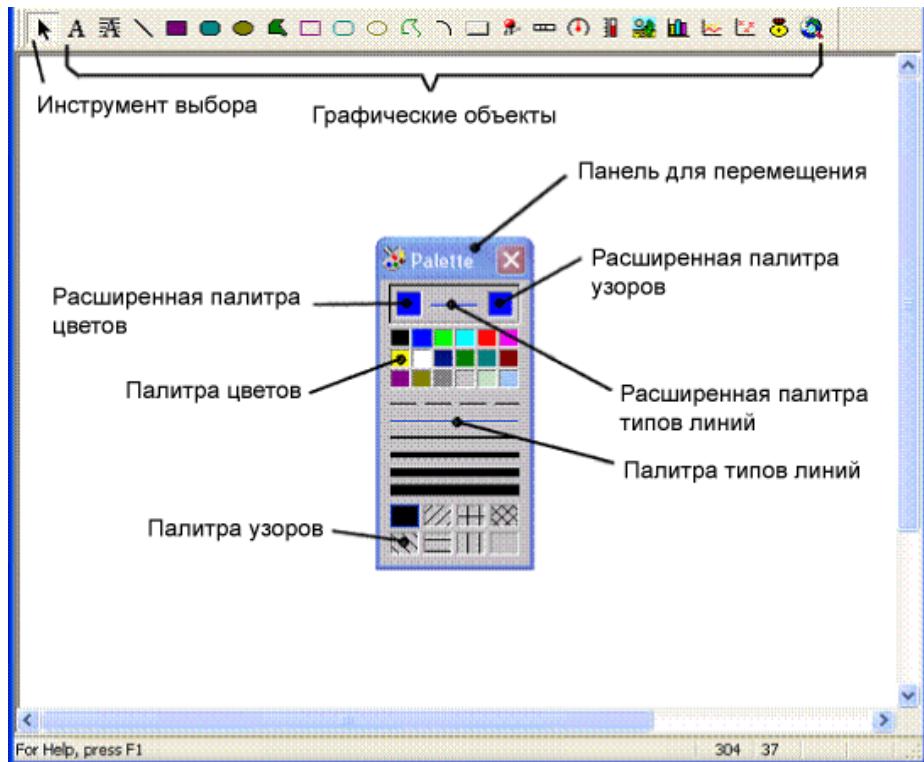 A A
Инструмент выбора
Графические объекты
Панель для перемещения
Palette
Расширенная палитра
узоров
Расширенная палитра
цветов
Палитра цветов
Расширенная палитра
типов линий
Палитра типов линий
Палитра узоров
For Help, press F1
304 37